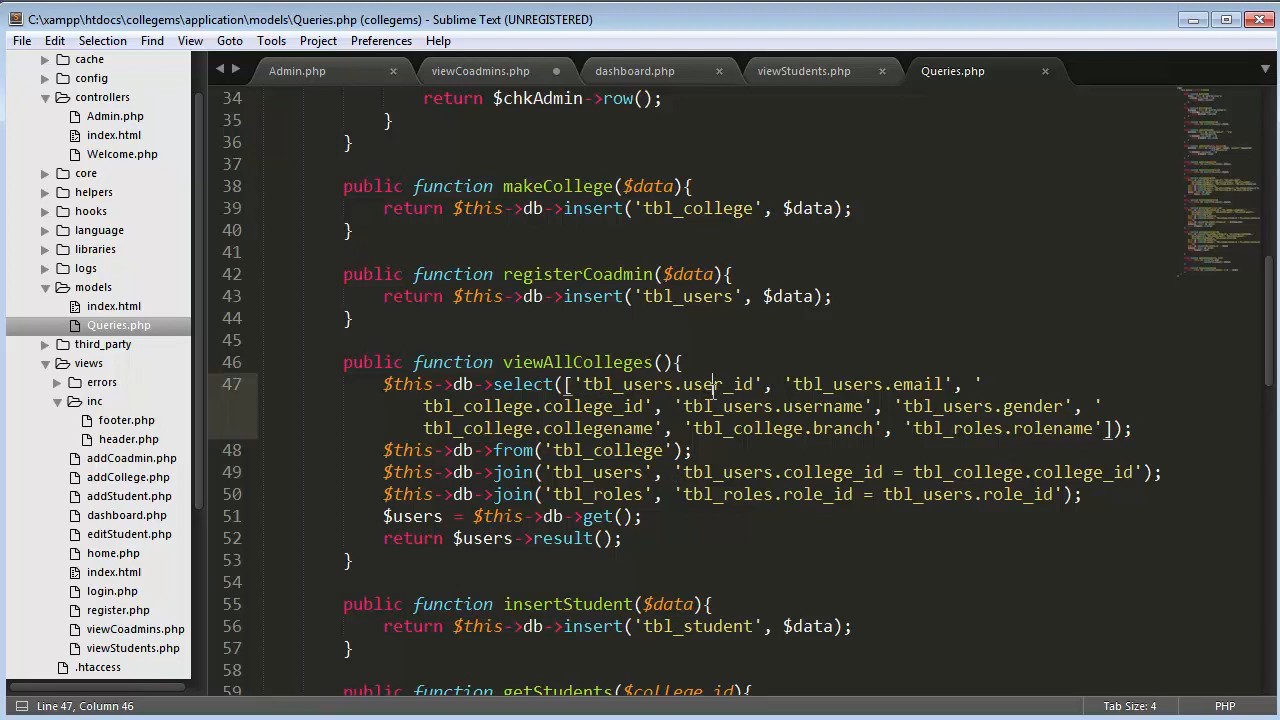 C:\xampp\htdocs\collegems\application\models\Queries.php (collegems) - Sublime Text (UNREGISTERED)
File Edit Selection Find View Goto Tools Project Preferences Help
Admin.php viewCoadmins.php dashboard.php viewStudents.php Queries.php
cache
config
controllers
Admin.php
index.html
Welcome.php
core
helpers
hooks
language
libraries
logs
models
index.html
Queries.php
third_party
views
errors
inc
footer.php
header.php
addCoadmin.php
addCollege.php
addStudent.php
dashboard.php
editStudent.php
home.php
index.html
login.php
register.php
viewCoadmins.php
viewStudents.php
.htaccess
34 return $chkAdmin->row();
35 }
36 }
37
38 public function makeCollege($data){
39 return $this->db->insert('tbl_college', $data);
40 }
41
42 public function registerCoadmin($data){
43 return $this->db->insert('tbl_users', $data);
44 }
45
46 public function viewAllColleges(){
47 $this->db->select(['tbl_users.user_id', 'tbl_users.email', '
tbl_college.college_id', 'tbl_users.username', 'tbl_users.gender', '
tbl_college.collegename', 'tbl_college.branch', 'tbl_roles.rolename']);
48 $this->db->from('tbl_college');
49 $this->db->join('tbl_users', 'tbl_users.college_id = tbl_college.college_id');
50 $this->db->join('tbl_roles', 'tbl_roles.role_id = tbl_users.role_id');
51 $users = $this->db->get();
52 return $users->result();
53 }
54
55 public function insertStudent($data){
56 return $this->db->insert('tbl_student', $data);
57 }
58
59 public function getStudents($college_id){
Line 47, Column 46 Tab Size: 4 PHP